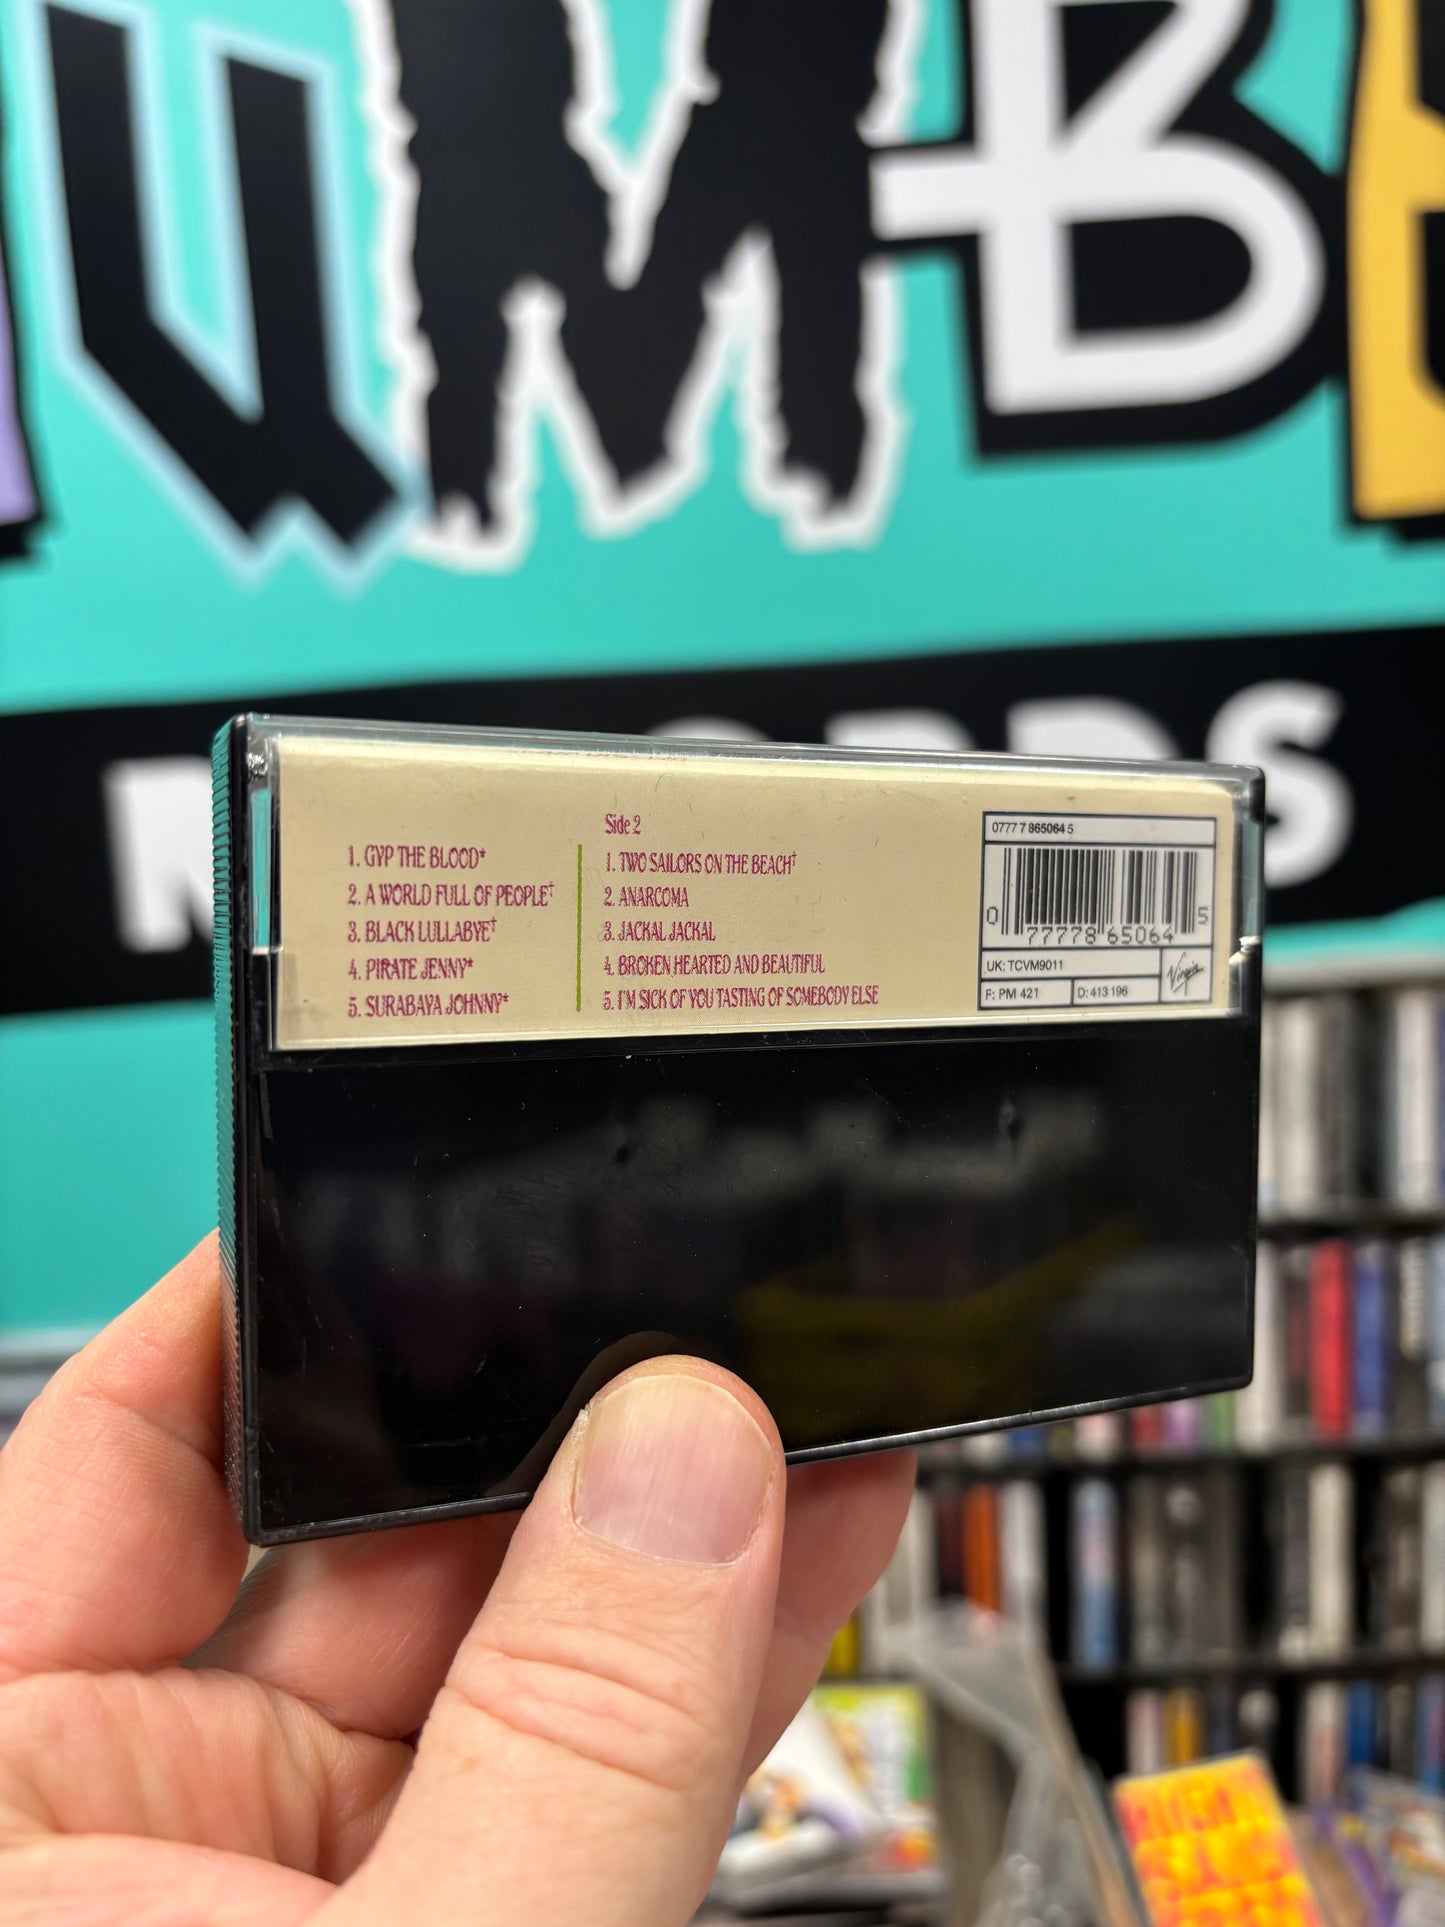 UMB
RDS
1. GYP THE BLOOD*
2. A WORLD FULL OF PEOPLE†
3. BLACK LULLABYE†
4. PIRATE JENNY*
5. SURABAYA JOHNNY*
Side 2
1. TWO SAILORS ON THE BEACH†
2. ANARCOMA
3. JACKAL JACKAL
4. BROKEN HEARTED AND BEAUTIFUL
5. I'M SICK OF YOU TASTING OF SOMEBODY ELSE
0777 7 865064 5
0 77778 65064 5
UK: TCVM9011
F: PM 421
D: 413 196
Virgin